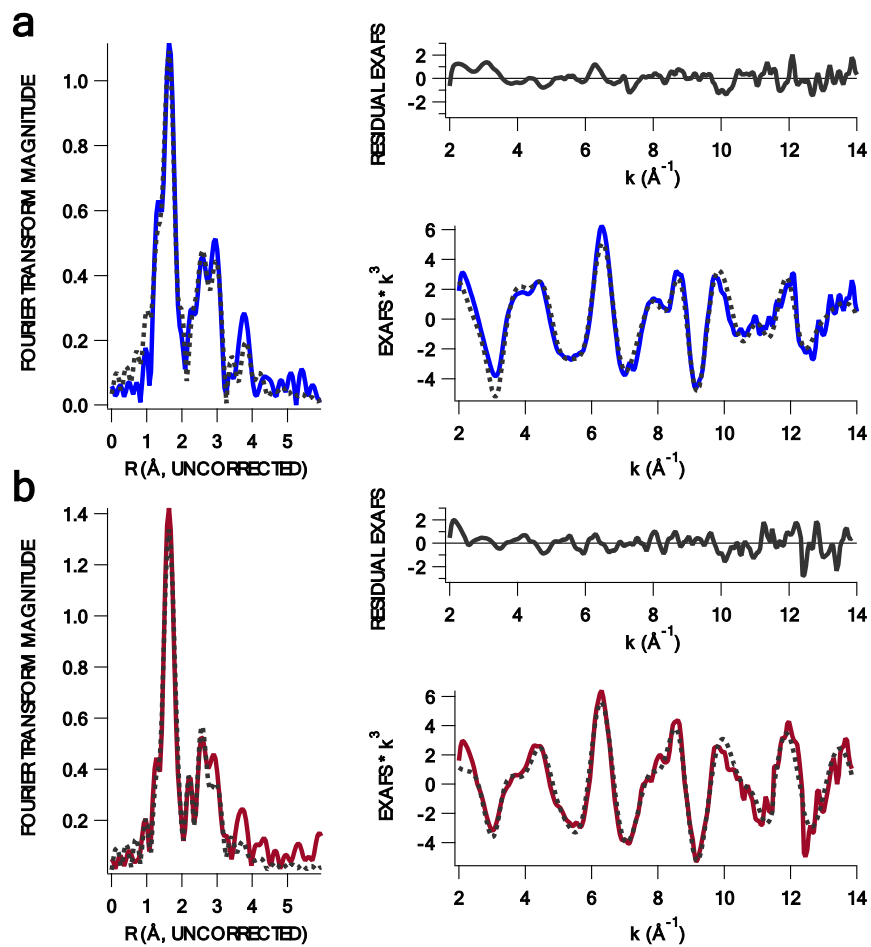 a
FOURIER TRANSFORM MAGNITUDE
1.0
0.8
0.6
0.4
0.2
0.0
0 1 2 3 4 5
R (Å, UNCORRECTED)
RESIDUAL EXAFS
2
0
-2
2 4 6 8 10 12 14
k (Å⁻¹)
EXAFS * k³
6
4
2
0
-2
-4
2 4 6 8 10 12 14
k (Å⁻¹)
b
FOURIER TRANSFORM MAGNITUDE
1.4
1.2
1.0
0.8
0.6
0.4
0.2
0 1 2 3 4 5
R (Å, UNCORRECTED)
RESIDUAL EXAFS
2
0
-2
2 4 6 8 10 12 14
k (Å⁻¹)
EXAFS * k³
6
4
2
0
-2
-4
2 4 6 8 10 12 14
k (Å⁻¹)